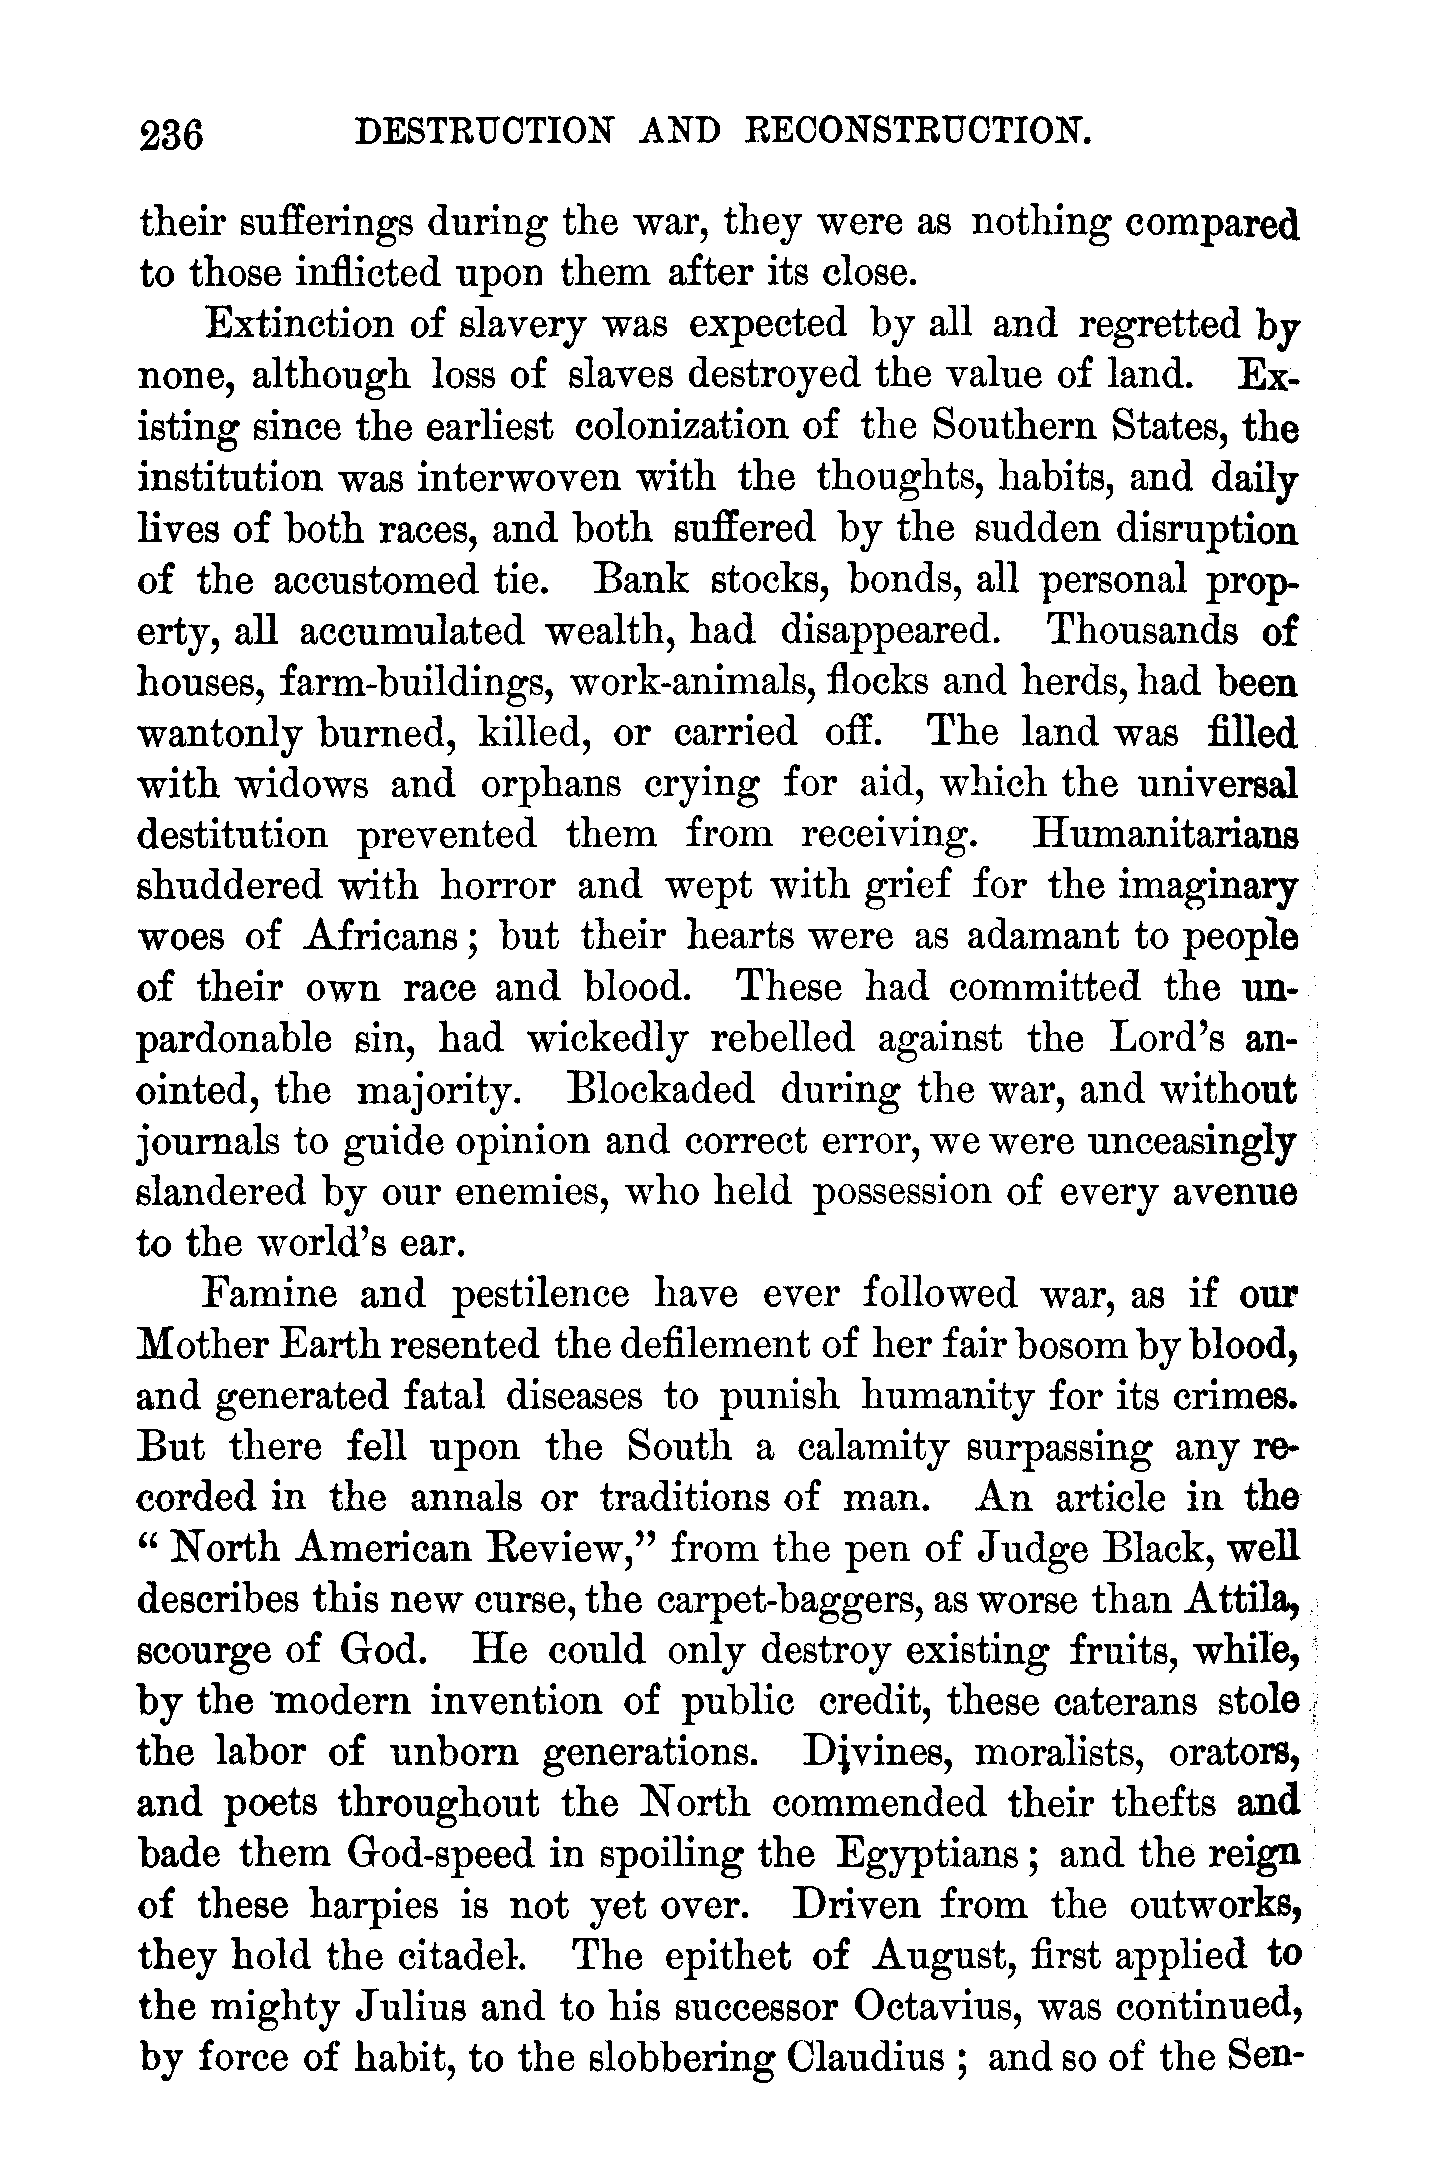 236 DESTRUCTION AND RECONSTRUCTION.
their sufferings during the war, they were as nothing compared
to those inflicted upon them after its close.
Extinction of slavery was expected by all and regretted by
none, although loss of slaves destroyed the value of land. Ex-
isting since the earliest colonization of the Southern States, the
institution was interwoven with the thoughts, habits, and daily
lives of both races, and both suffered by the sudden disruption
of the accustomed tie. Bank stocks, bonds, all personal prop-
erty, all accumulated wealth, had disappeared. Thousands of
houses, farm-buildings, work-animals, flocks and herds, had been
wantonly burned, killed, or carried off. The land was filled
with widows and orphans crying for aid, which the universal
destitution prevented them from receiving. Humanitarians
shuddered with horror and wept with grief for the imaginary
woes of Africans; but their hearts were as adamant to people
of their own race and blood. These had committed the un-
pardonable sin, had wickedly rebelled against the Lord's an-
ointed, the majority. Blockaded during the war, and without
journals to guide opinion and correct error, we were unceasingly
slandered by our enemies, who held possession of every avenue
to the world's ear.
Famine and pestilence have ever followed war, as if our
Mother Earth resented the defilement of her fair bosom by blood,
and generated fatal diseases to punish humanity for its crimes.
But there fell upon the South a calamity surpassing any re-
corded in the annals or traditions of man. An article in the
"North American Review," from the pen of Judge Black, well
describes this new curse, the carpet-baggers, as worse than Attila,
scourge of God. He could only destroy existing fruits, while,
by the modern invention of public credit, these caterans stole
the labor of unborn generations. Divines, moralists, orators,
and poets throughout the North commended their thefts and
bade them God-speed in spoiling the Egyptians; and the reign
of these harpies is not yet over. Driven from the outworks,
they hold the citadel. The epithet of August, first applied to
the mighty Julius and to his successor Octavius, was continued,
by force of habit, to the slobbering Claudius; and so of the Sen-